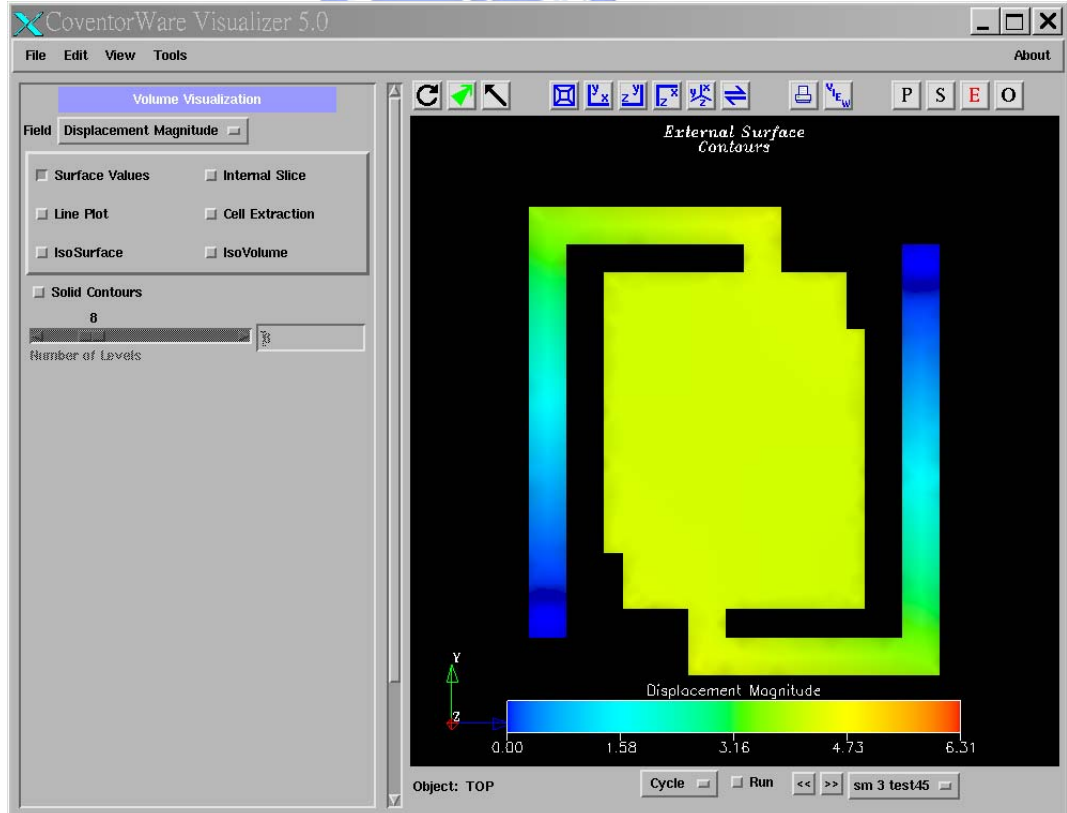 CoventorWare Visualizer 5.0
File Edit View Tools About
Volume Visualization
Field Displacement Magnitude
Surface Values Internal Slice
Line Plot Cell Extraction
IsoSurface IsoVolume
Solid Contours
8
8
Number of Levels
Y X Z Y Z X Y X Z VIEW P S E O
External Surface
Contours
Y
Z
Displacement Magnitude
0.00 1.58 3.16 4.73 6.31
Object: TOP Cycle Run << >> sm 3 test45